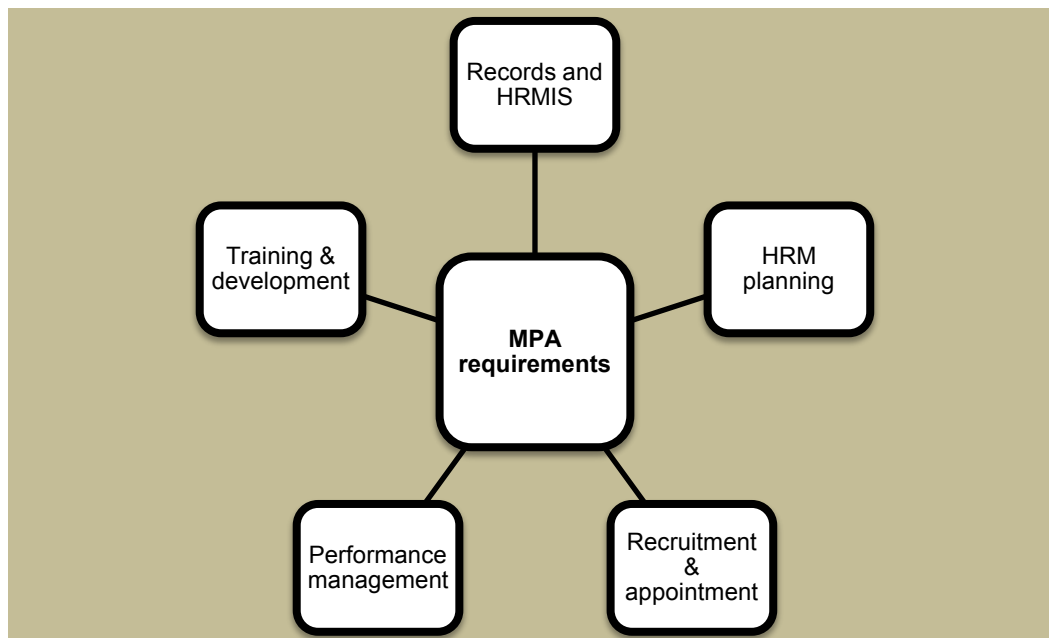 Records and
HRMIS
Training &
development
HRM
planning
MPA
requirements
Performance
management
Recruitment
&
appointment